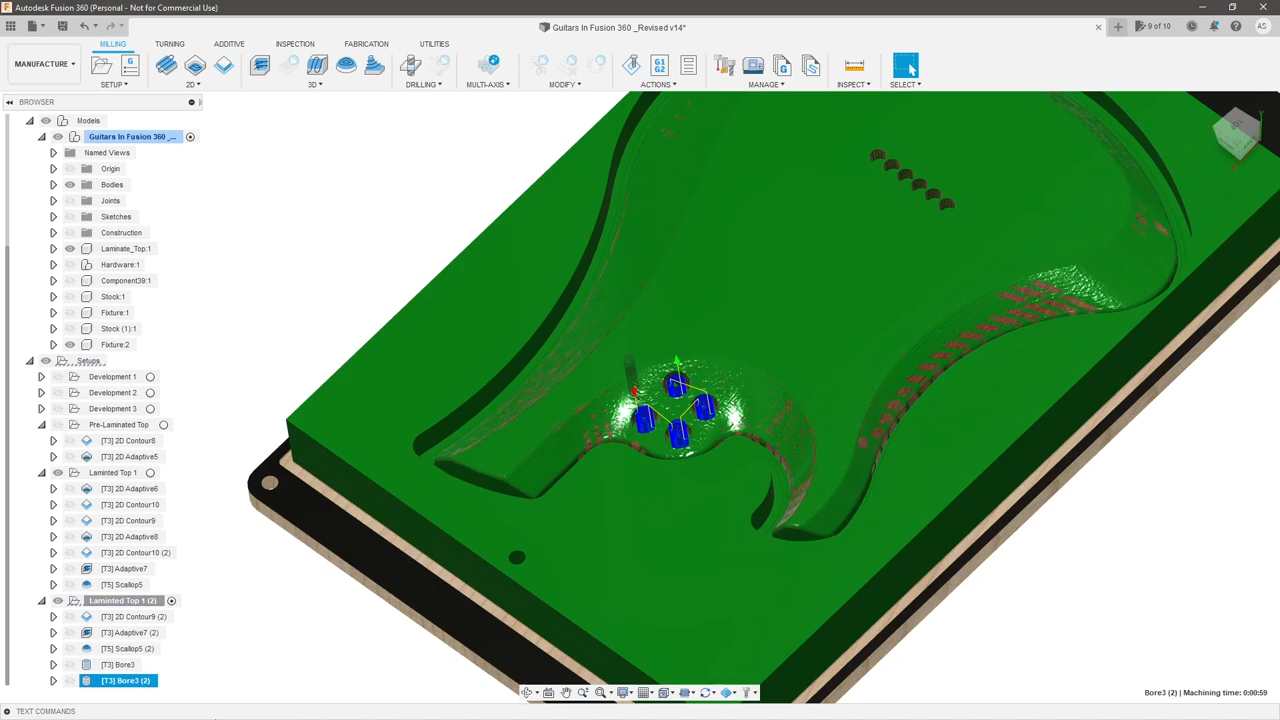 Autodesk Fusion 360 (Personal - Not for Commercial Use)
Guitars In Fusion 360 _Revised v14*
9 of 10
AS
MANUFACTURE
MILLING TURNING ADDITIVE INSPECTION FABRICATION UTILITIES
G
G1
G2
G
SETUP 2D 3D DRILLING MULTI-AXIS MODIFY ACTIONS MANAGE INSPECT SELECT
BROWSER
Models
Guitars In Fusion 360 _...
Named Views
Origin
Bodies
Joints
Sketches
Construction
Laminate_Top:1
Hardware:1
Component39:1
Stock:1
Fixture:1
Stock (1):1
Fixture:2
Setups
Development 1
Development 2
Development 3
Pre-Laminated Top
[T3] 2D Contour8
[T3] 2D Adaptive5
Laminted Top 1
[T3] 2D Adaptive6
[T3] 2D Contour10
[T3] 2D Contour9
[T3] 2D Adaptive8
[T3] 2D Contour10 (2)
[T3] Adaptive7
[T5] Scallop5
Laminted Top 1 (2)
[T3] 2D Contour9 (2)
[T3] Adaptive7 (2)
[T5] Scallop5 (2)
[T3] Bore3
[T3] Bore3 (2)
Bore3 (2) | Machining time: 0:00:59
TEXT COMMANDS